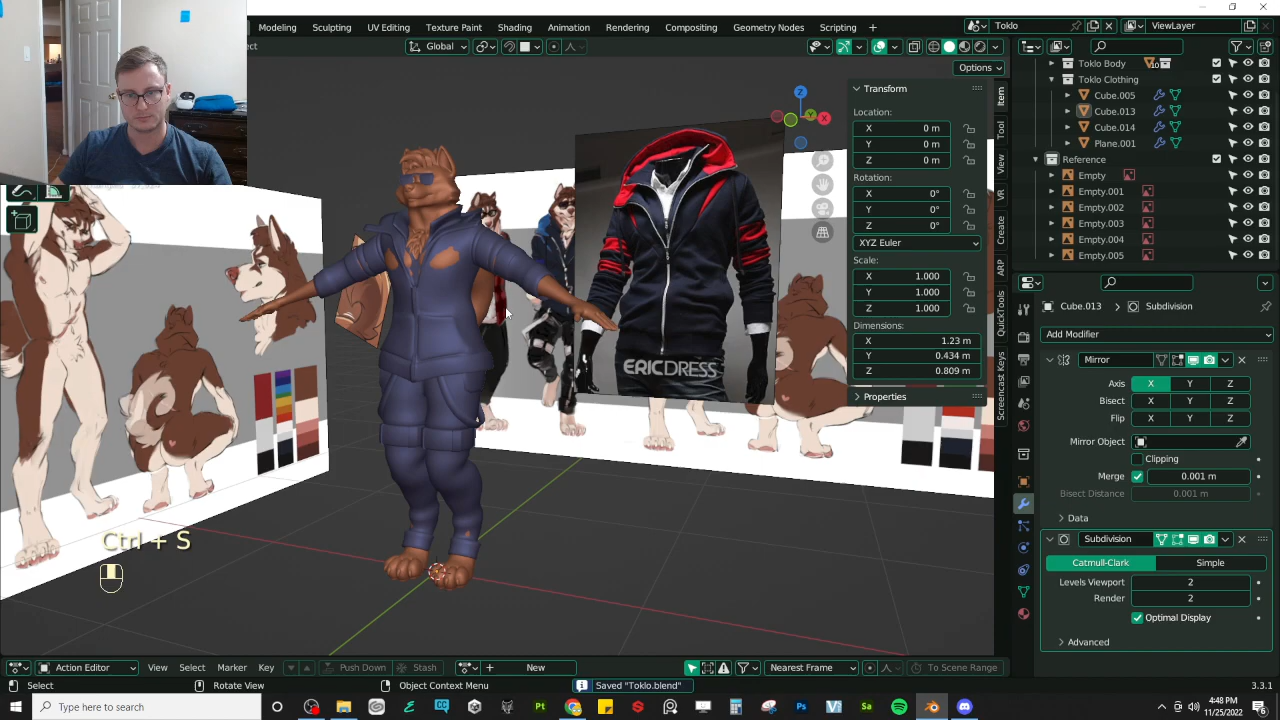 Modeling Sculpting UV Editing Texture Paint Shading Animation Rendering Compositing Geometry Nodes Scripting + Toklo ViewLayer
Global
Options
Transform
Location:
X 0 m
Y 0 m
Z 0 m
Rotation:
X 0°
Y 0°
Z 0°
XYZ Euler
Scale:
X 1.000
Y 1.000
Z 1.000
Dimensions:
X 1.23 m
Y 0.434 m
Z 0.809 m
Properties
Item
Tool
View
VR
Create
ARP
QuickTools
Screencast Keys
Z
Y
X
ERICDRESS
Ctrl + S
Toklo Body 10
Toklo Clothing
Cube.005
Cube.013
Cube.014
Plane.001
Reference
Empty
Empty.001
Empty.002
Empty.003
Empty.004
Empty.005
Cube.013 > Subdivision
Add Modifier
Mirror
Axis X Y Z
Bisect X Y Z
Flip X Y Z
Mirror Object
Clipping
Merge 0.001 m
Bisect Distance 0.001 m
Data
Subdivision
Catmull-Clark Simple
Levels Viewport 2
Render 2
Optimal Display
Advanced
Action Editor View Select Marker Key Push Down Stash New Nearest Frame To Scene Range
Select Rotate View Object Context Menu Saved "Toklo.blend" 3.3.1
Type here to search
4:48 PM
11/25/2022